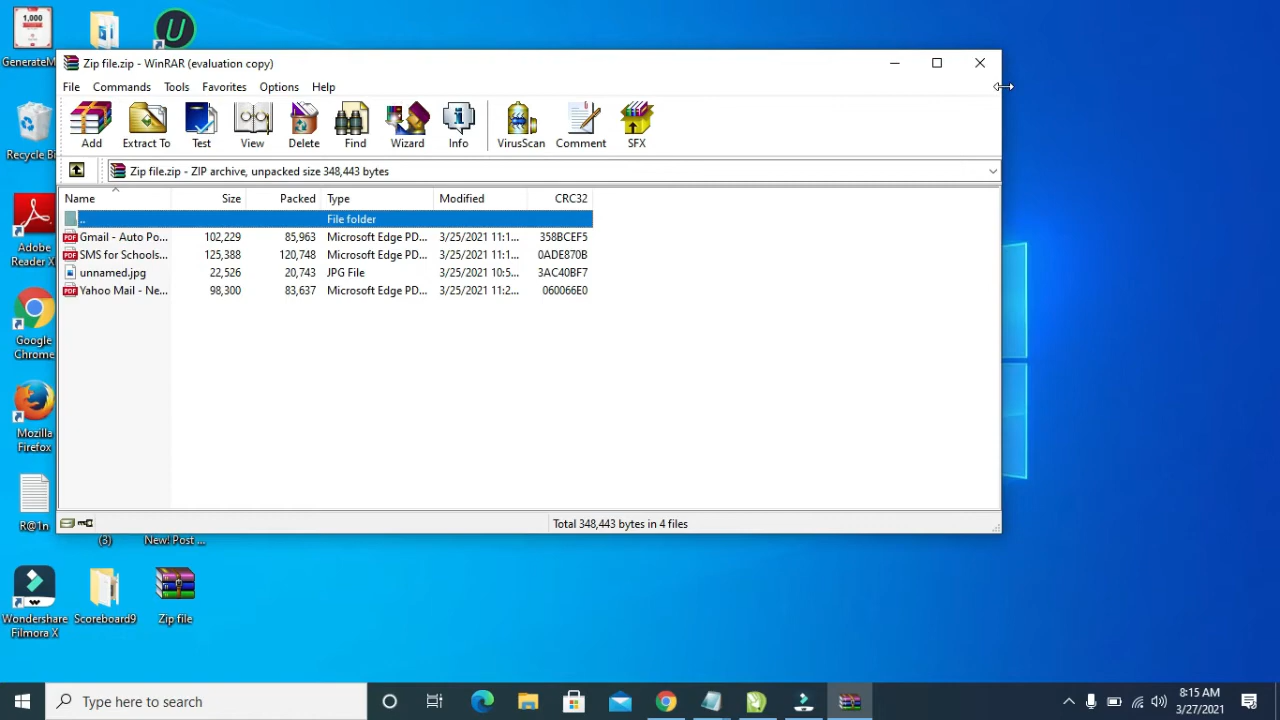 1,000
GenerateM
Zip file.zip - WinRAR (evaluation copy)
File Commands Tools Favorites Options Help
Add Extract To Test View Delete Find Wizard Info VirusScan Comment SFX
Zip file.zip - ZIP archive, unpacked size 348,443 bytes
Name Size Packed Type Modified CRC32
.. File folder
Gmail - Auto Po... 102,229 85,963 Microsoft Edge PD... 3/25/2021 11:1... 358BCEF5
SMS for Schools... 125,388 120,748 Microsoft Edge PD... 3/25/2021 11:1... 0ADE870B
unnamed.jpg 22,526 20,743 JPG File 3/25/2021 10:5... 3AC40BF7
Yahoo Mail - Ne... 98,300 83,637 Microsoft Edge PD... 3/25/2021 11:2... 060066E0
Total 348,443 bytes in 4 files
Recycle Bi
Adobe
Reader X
Google
Chrome
Mozilla
Firefox
R@1n
(3)
New! Post ...
Wondershare
Filmora X
Scoreboard9
Zip file
Type here to search
8:15 AM
3/27/2021